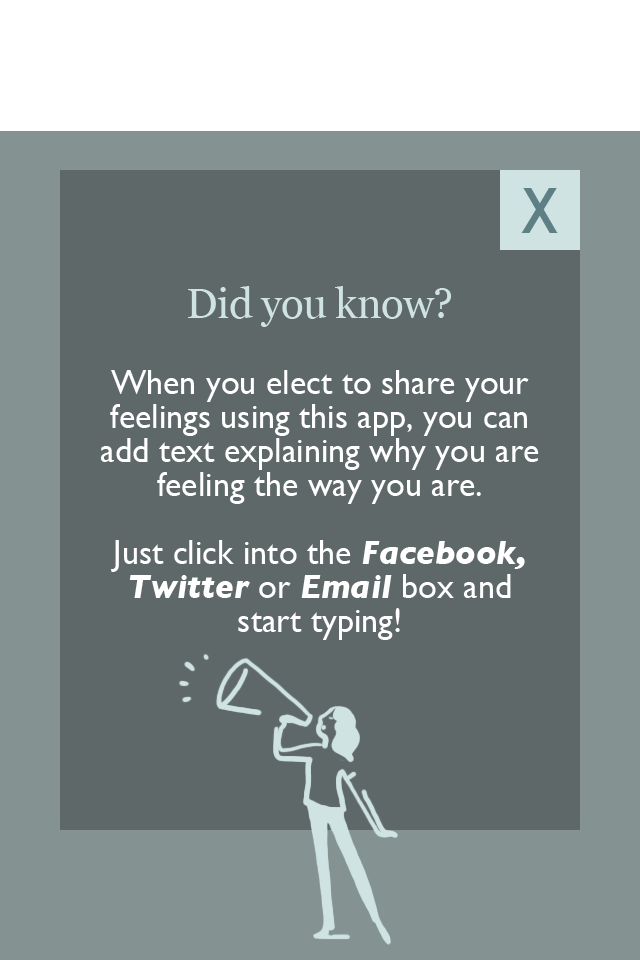 X
Did you know?
When you elect to share your
feelings using this app, you can
add text explaining why you are
feeling the way you are.
Just click into the Facebook,
Twitter or Email box and
start typing!